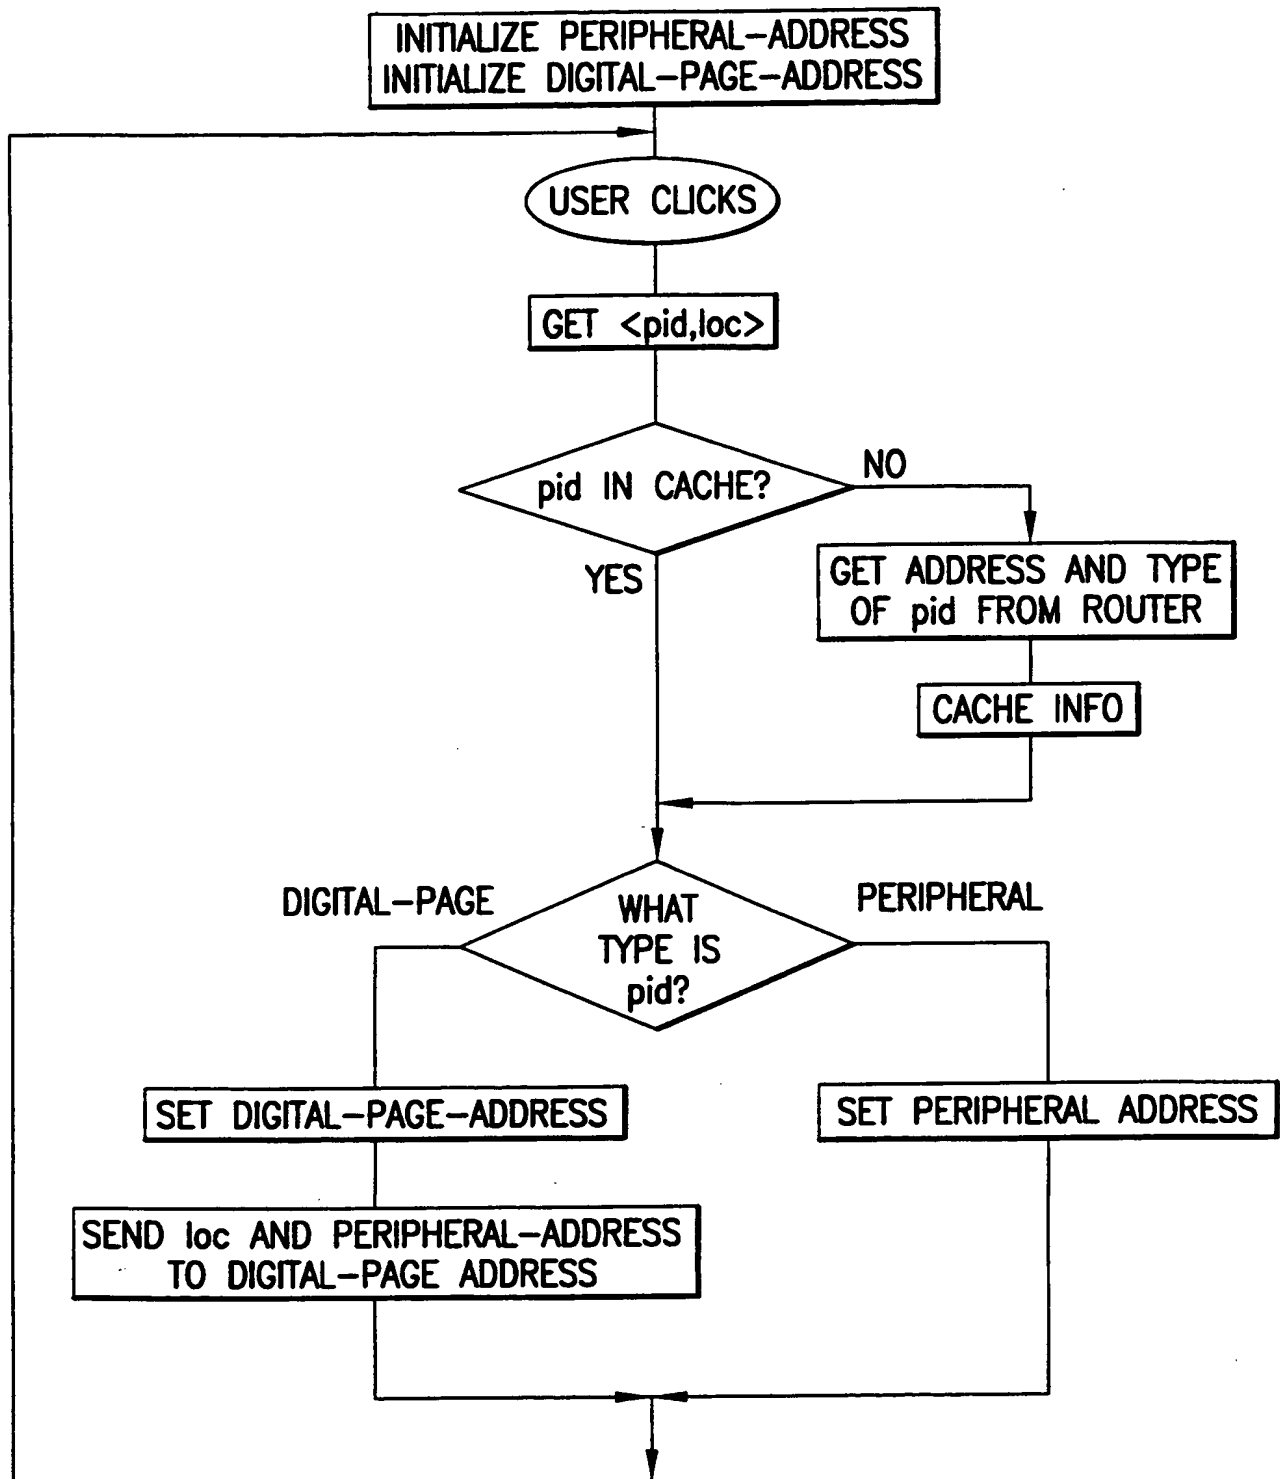 INITIALIZE PERIPHERAL-ADDRESS
INITIALIZE DIGITAL-PAGE-ADDRESS
USER CLICKS
GET <pid,loc>
pid IN CACHE?
NO
YES
GET ADDRESS AND TYPE
OF pid FROM ROUTER
CACHE INFO
DIGITAL-PAGE
WHAT
TYPE IS
pid?
PERIPHERAL
SET DIGITAL-PAGE-ADDRESS
SET PERIPHERAL ADDRESS
SEND loc AND PERIPHERAL-ADDRESS
TO DIGITAL-PAGE ADDRESS